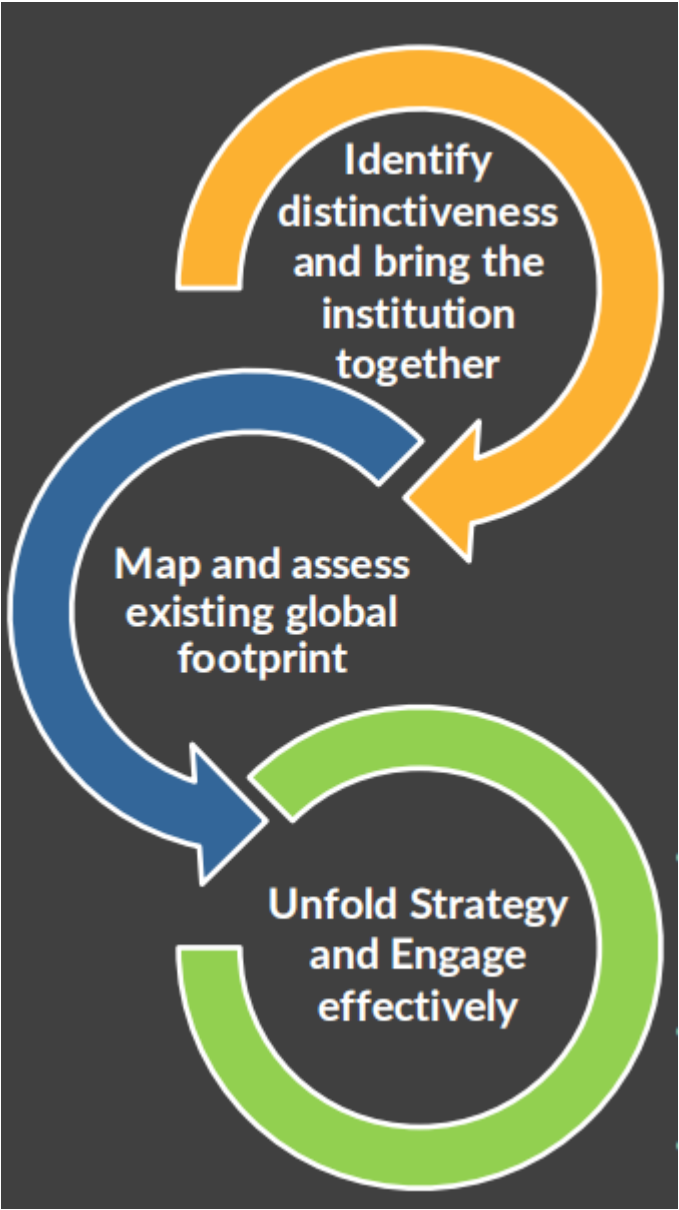 Identify
distinctiveness
and bring the
institution
together
Map and assess
existing global
footprint
Unfold Strategy
and Engage
effectively